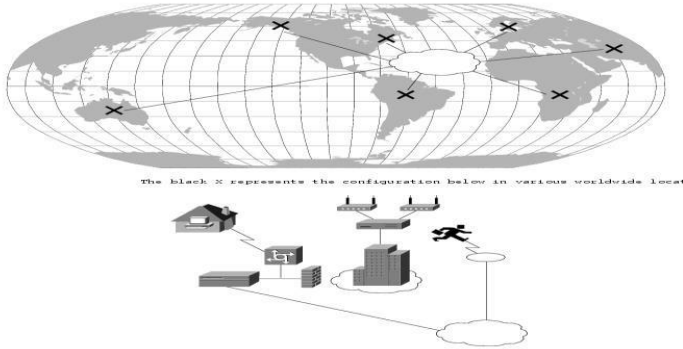 The black X represents the configuration below in various worldwide locat